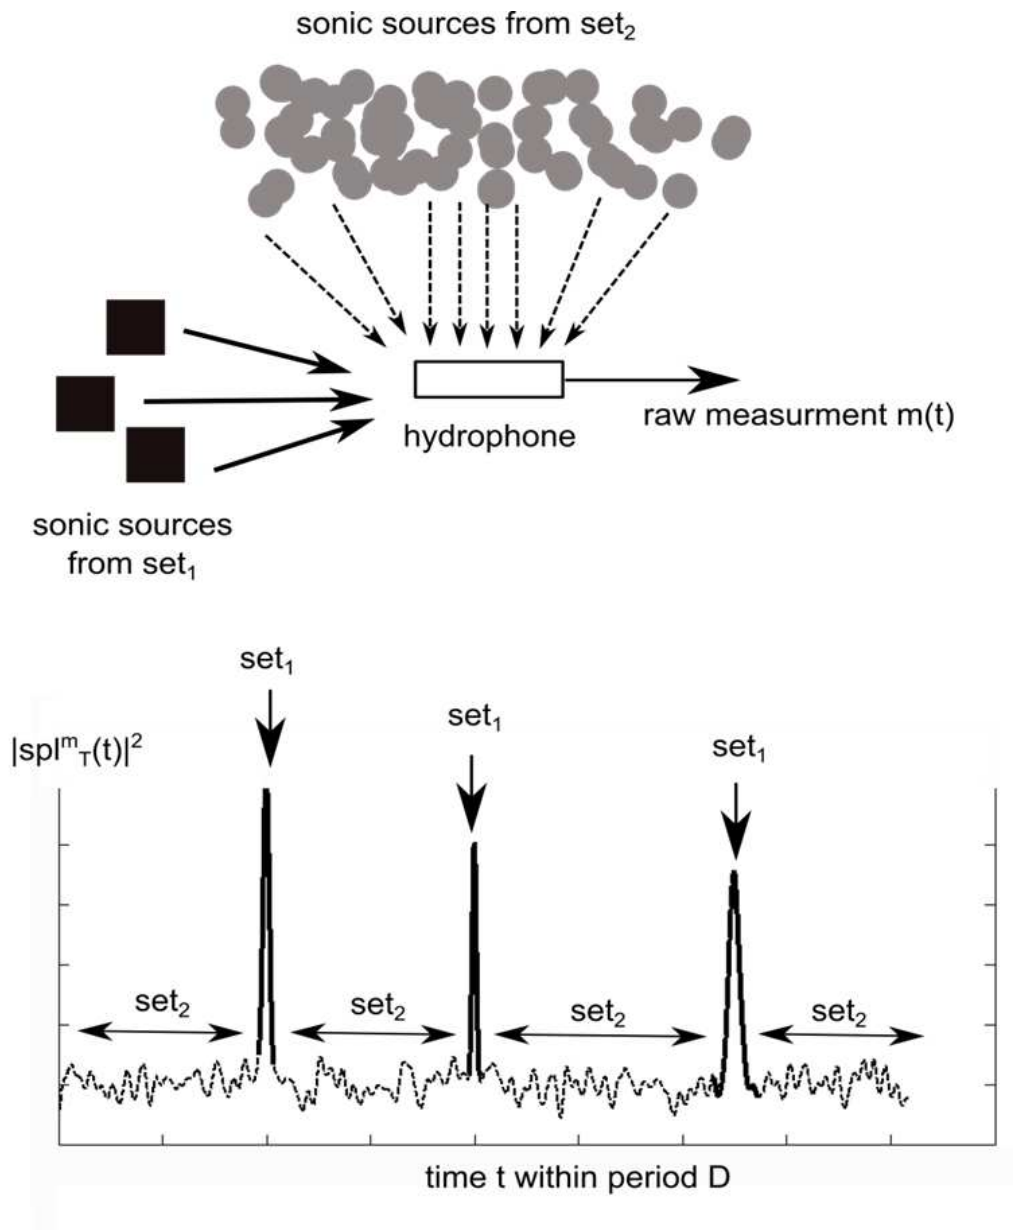 sonic sources from set₂
hydrophone
raw measurment m(t)
sonic sources
from set₁
set₁
set₁
set₁
|splᵐ_T(t)|²
set₂
set₂
set₂
set₂
time t within period D